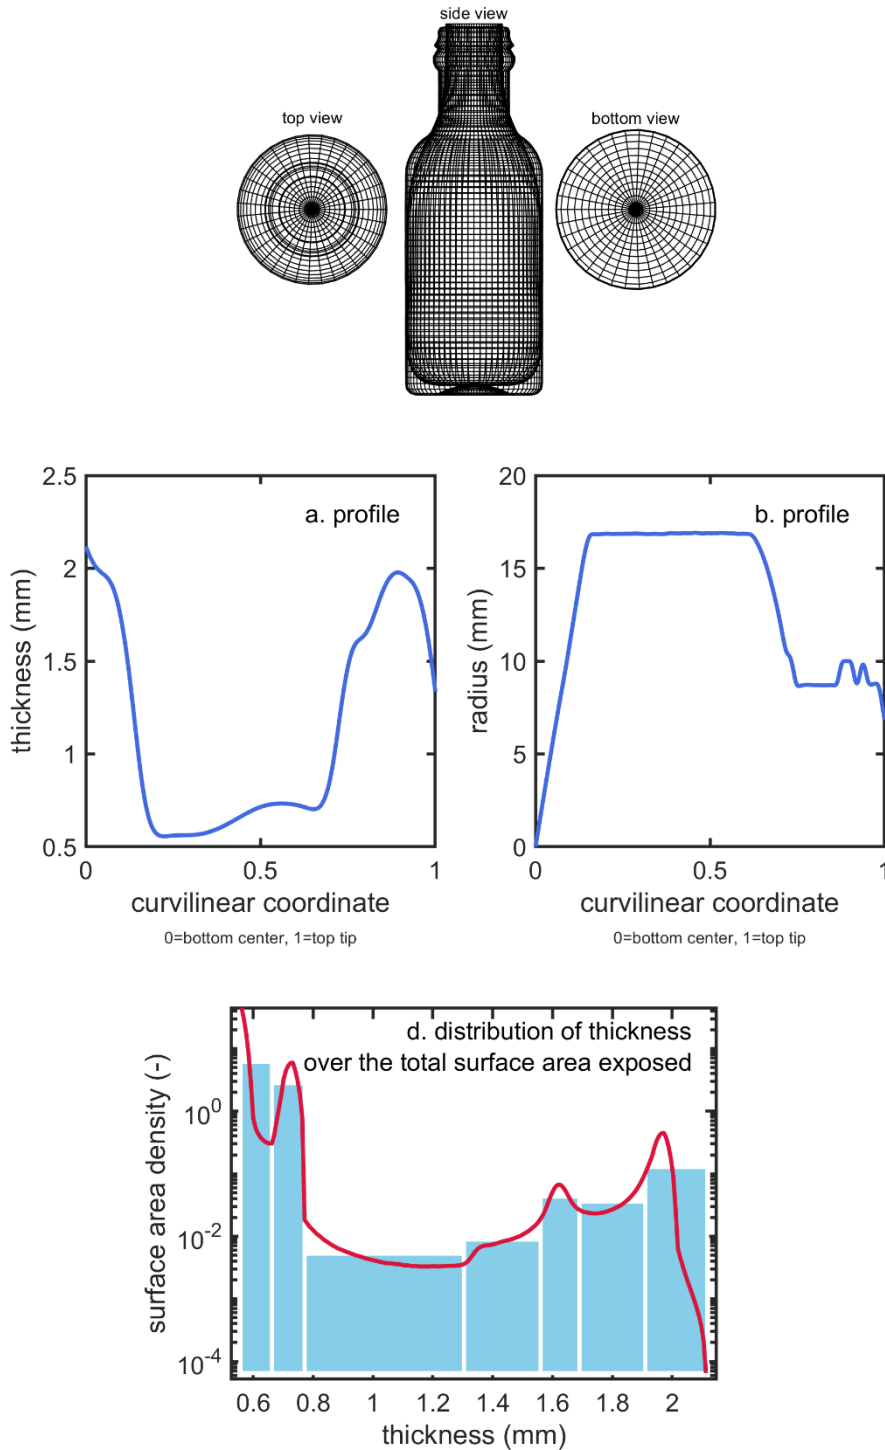 side view
top view
bottom view
a. profile
thickness (mm)
2.5
2
1.5
1
0.5
0
0.5
1
curvilinear coordinate
0=bottom center, 1=top tip
b. profile
radius (mm)
20
15
10
5
0
0
0.5
1
curvilinear coordinate
0=bottom center, 1=top tip
d. distribution of thickness
over the total surface area exposed
surface area density (-)
10^0
10^-2
10^-4
0.6 0.8 1 1.2 1.4 1.6 1.8 2
thickness (mm)